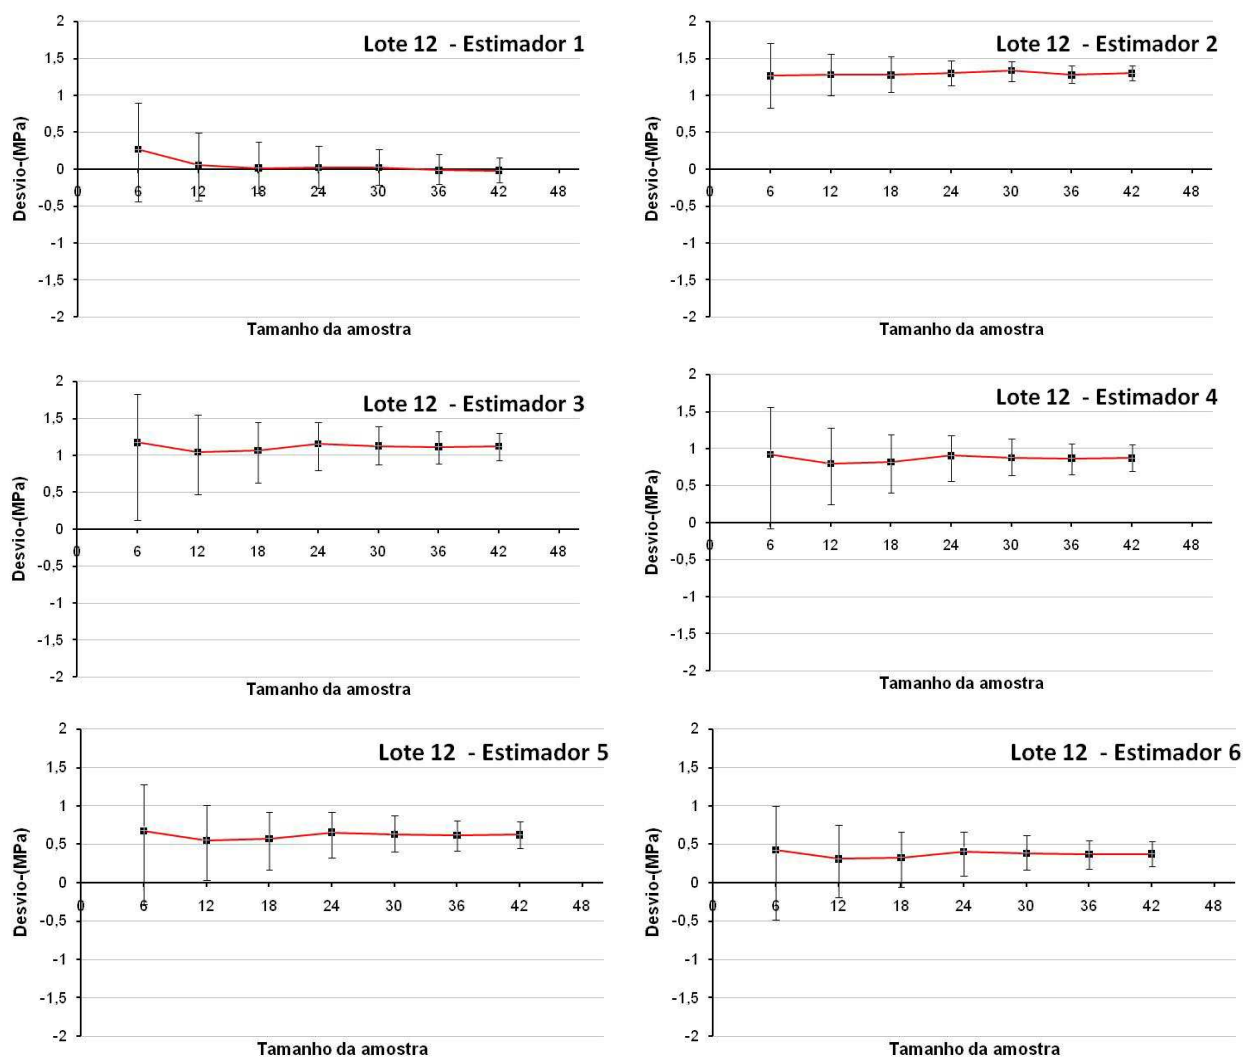 Lote 12 - Estimador 1
Desvio-(MPa)
2
1,5
1
0,5
0
-0,5
-1
-1,5
-2
0 6 12 18 24 30 36 42 48
Tamanho da amostra
Lote 12 - Estimador 2
Desvio-(MPa)
2
1,5
1
0,5
0
-0,5
-1
-1,5
-2
0 6 12 18 24 30 36 42 48
Tamanho da amostra
Lote 12 - Estimador 3
Desvio-(MPa)
2
1,5
1
0,5
0
-0,5
-1
-1,5
-2
0 6 12 18 24 30 36 42 48
Tamanho da amostra
Lote 12 - Estimador 4
Desvio-(MPa)
2
1,5
1
0,5
0
-0,5
-1
-1,5
-2
0 6 12 18 24 30 36 42 48
Tamanho da amostra
Lote 12 - Estimador 5
Desvio-(MPa)
2
1,5
1
0,5
0
-0,5
-1
-1,5
-2
0 6 12 18 24 30 36 42 48
Tamanho da amostra
Lote 12 - Estimador 6
Desvio-(MPa)
2
1,5
1
0,5
0
-0,5
-1
-1,5
-2
0 6 12 18 24 30 36 42 48
Tamanho da amostra